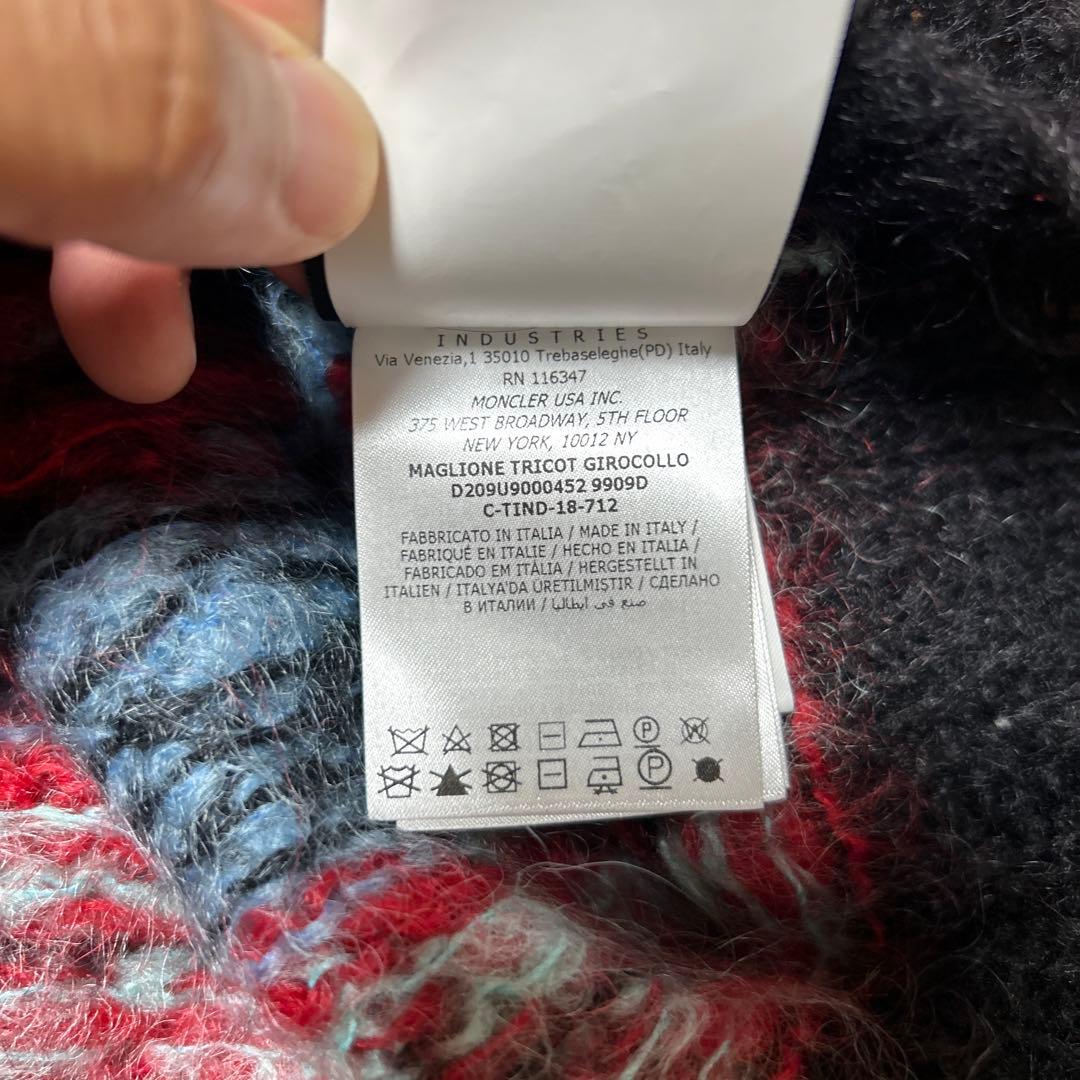 INDUSTRIES
Via Venezia,1 35010 Trebaseleghe(PD) Italy
RN 116347
MONCLER USA INC.
375 WEST BROADWAY, 5TH FLOOR
NEW YORK, 10012 NY
MAGLIONE TRICOT GIROCOLLO
D209U9000452 9909D
C-TIND-18-712
FABBRICATO IN ITALIA / MADE IN ITALY /
FABRIQUÉ EN ITALIE / HECHO EN ITALIA /
FABRICADO EM ITÁLIA / HERGESTELLT IN
ITALIEN / ITALYA'DA ÜRETILMIŞTIR / СДЕЛАНО
В ИТАЛИИ / صنع في ايطاليا
P W
P